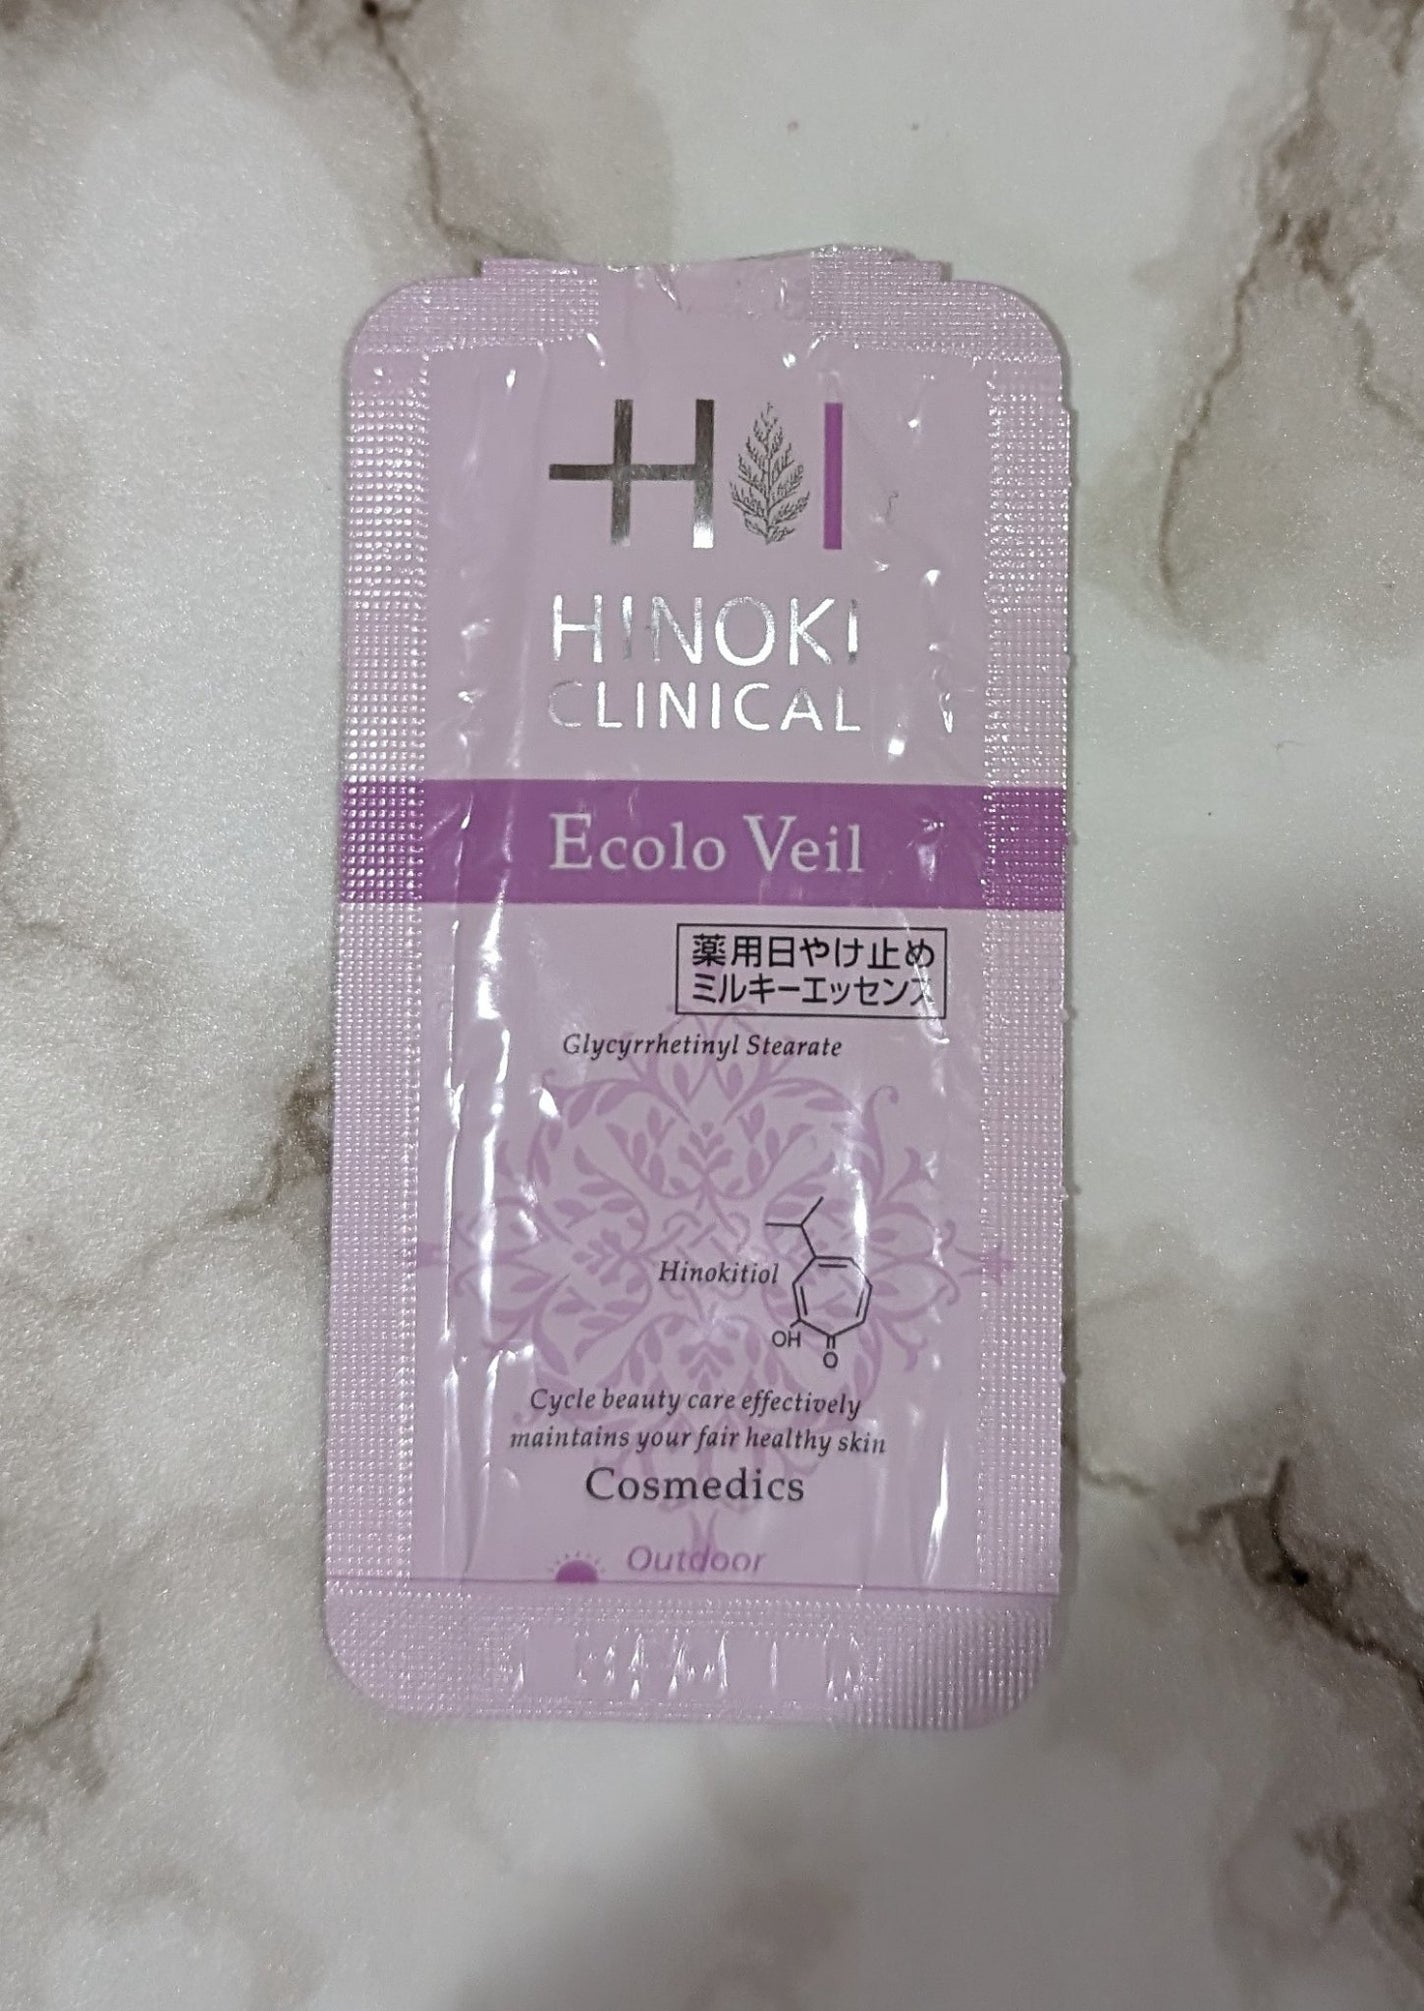 HI
HINOKI
CLINICAL
Ecolo Veil
薬用日やけ止め
ミルキーエッセンス
Glycyrrhetinyl Stearate
Hinokitiol
OH
O
Cycle beauty care effectively
maintains your fair healthy skin
Cosmedics
Outdoor